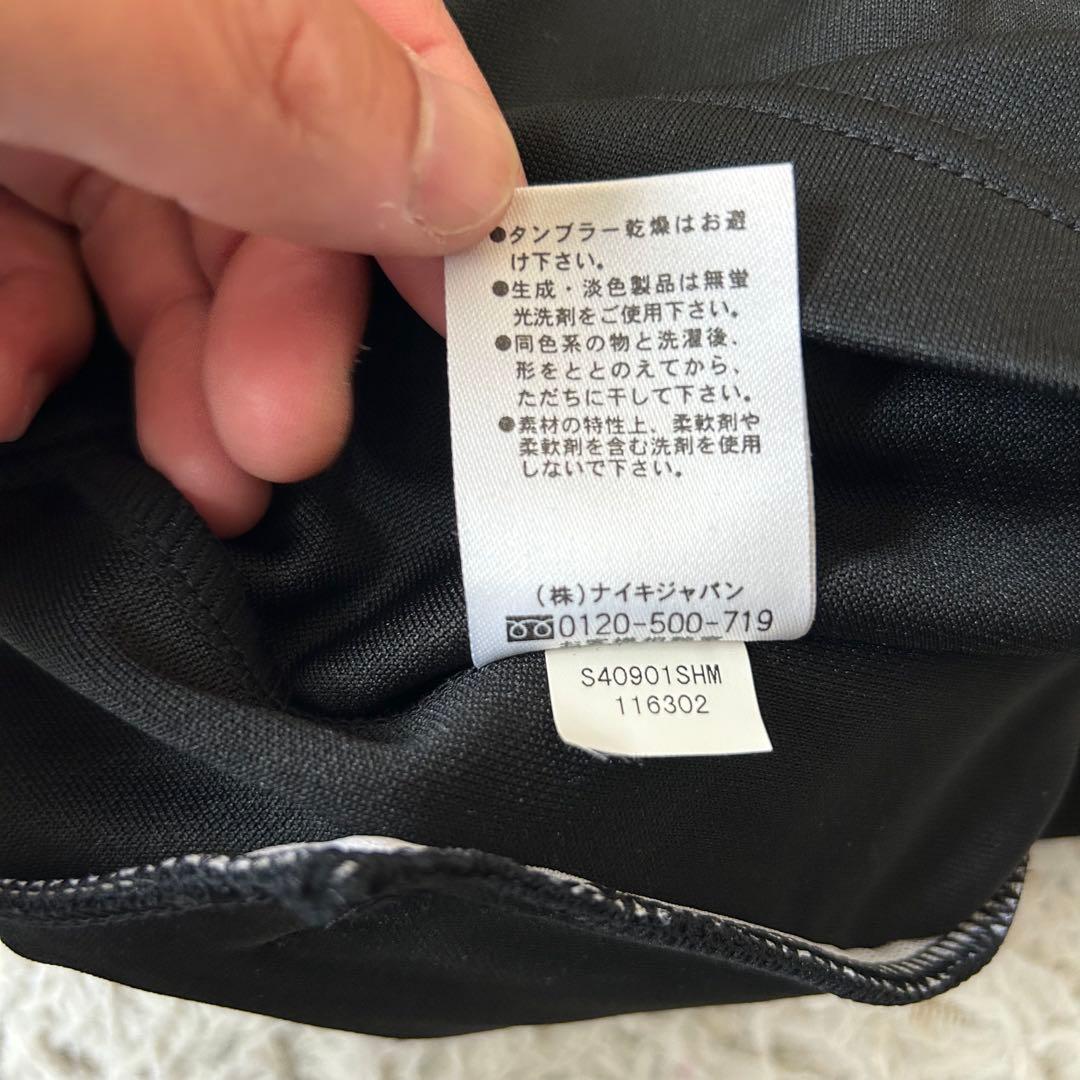 ●タンブラー乾燥はお避
け下さい。
●生成・淡色製品は無蛍
光洗剤をご使用下さい。
●同色系の物と洗濯後、
形をととのえてから、
ただちに干して下さい。
●素材の特性上、柔軟剤や
柔軟剤を含む洗剤を使用
しないで下さい。
(株)ナイキジャパン
0120-500-719
S40901SHM
116302